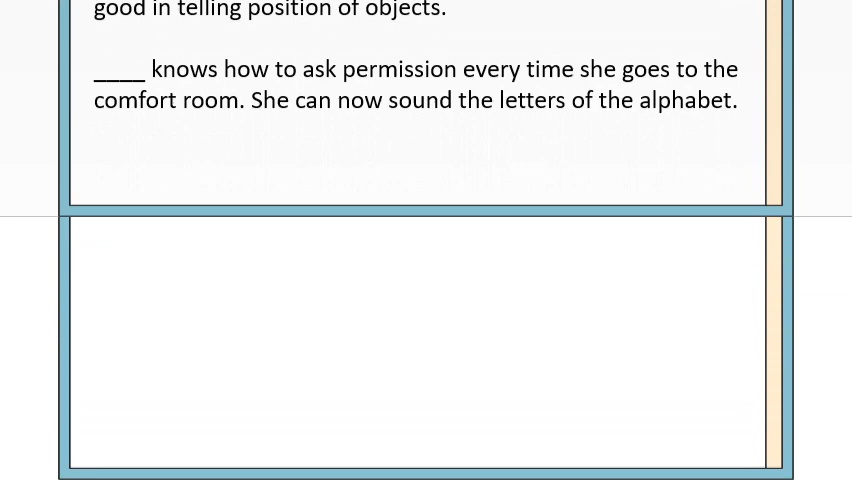 good in telling position of objects.
____ knows how to ask permission every time she goes to the
comfort room. She can now sound the letters of the alphabet.